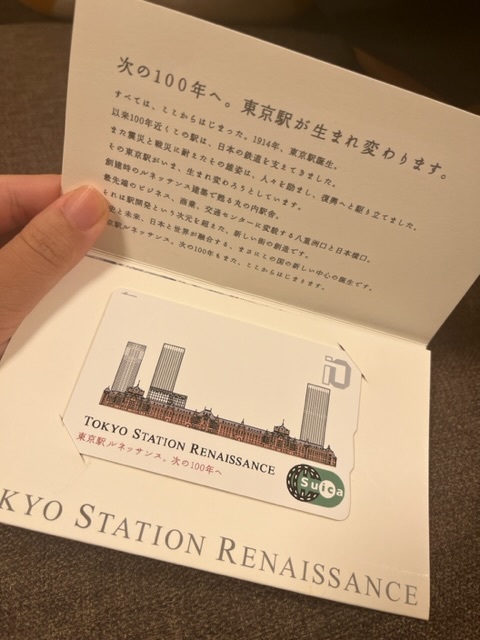 次の100年へ。東京駅が生まれ変わります。
すべては、ここからはじまった。1914年、東京駅誕生。
以来100年近くこの駅は、日本の鉄道を支えてきました。
また震災と戦災に耐えたその雄姿は、人々を励まし、復興へと駆り立てました。
その東京駅がいま、生まれ変わろうとしています。
創建時のルネッサンス建築で甦る丸の内駅舎。
最先端のビジネス、商業、交通センターに変貌する八重洲口と日本橋口。
それは駅開発という次元を超えた、新しい街の創造です。
史と未来、日本と世界が融合する、まさにこの国の新しい中心の誕生です。
京駅ルネッサンス。次の100年もまた、ここからはじまります。
TOKYO STATION RENAISSANCE
東京駅ルネッサンス。次の100年へ
Suica
KYO STATION RENAISSANCE